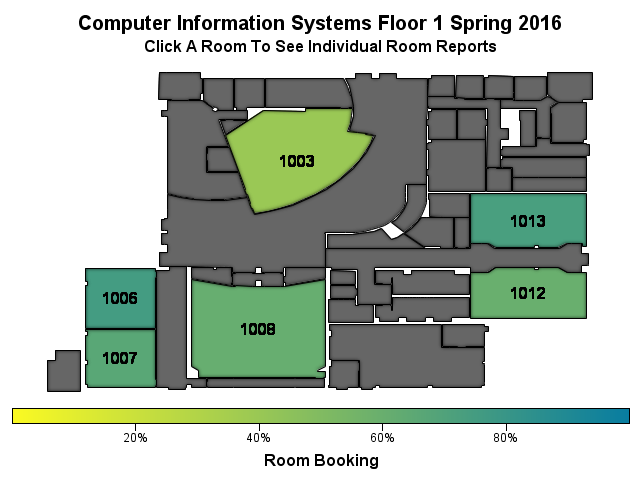 Computer Information Systems Floor 1 Spring 2016
Click A Room To See Individual Room Reports
1003
1013
1006
1012
1008
1007
20% 40% 60% 80%
Room Booking